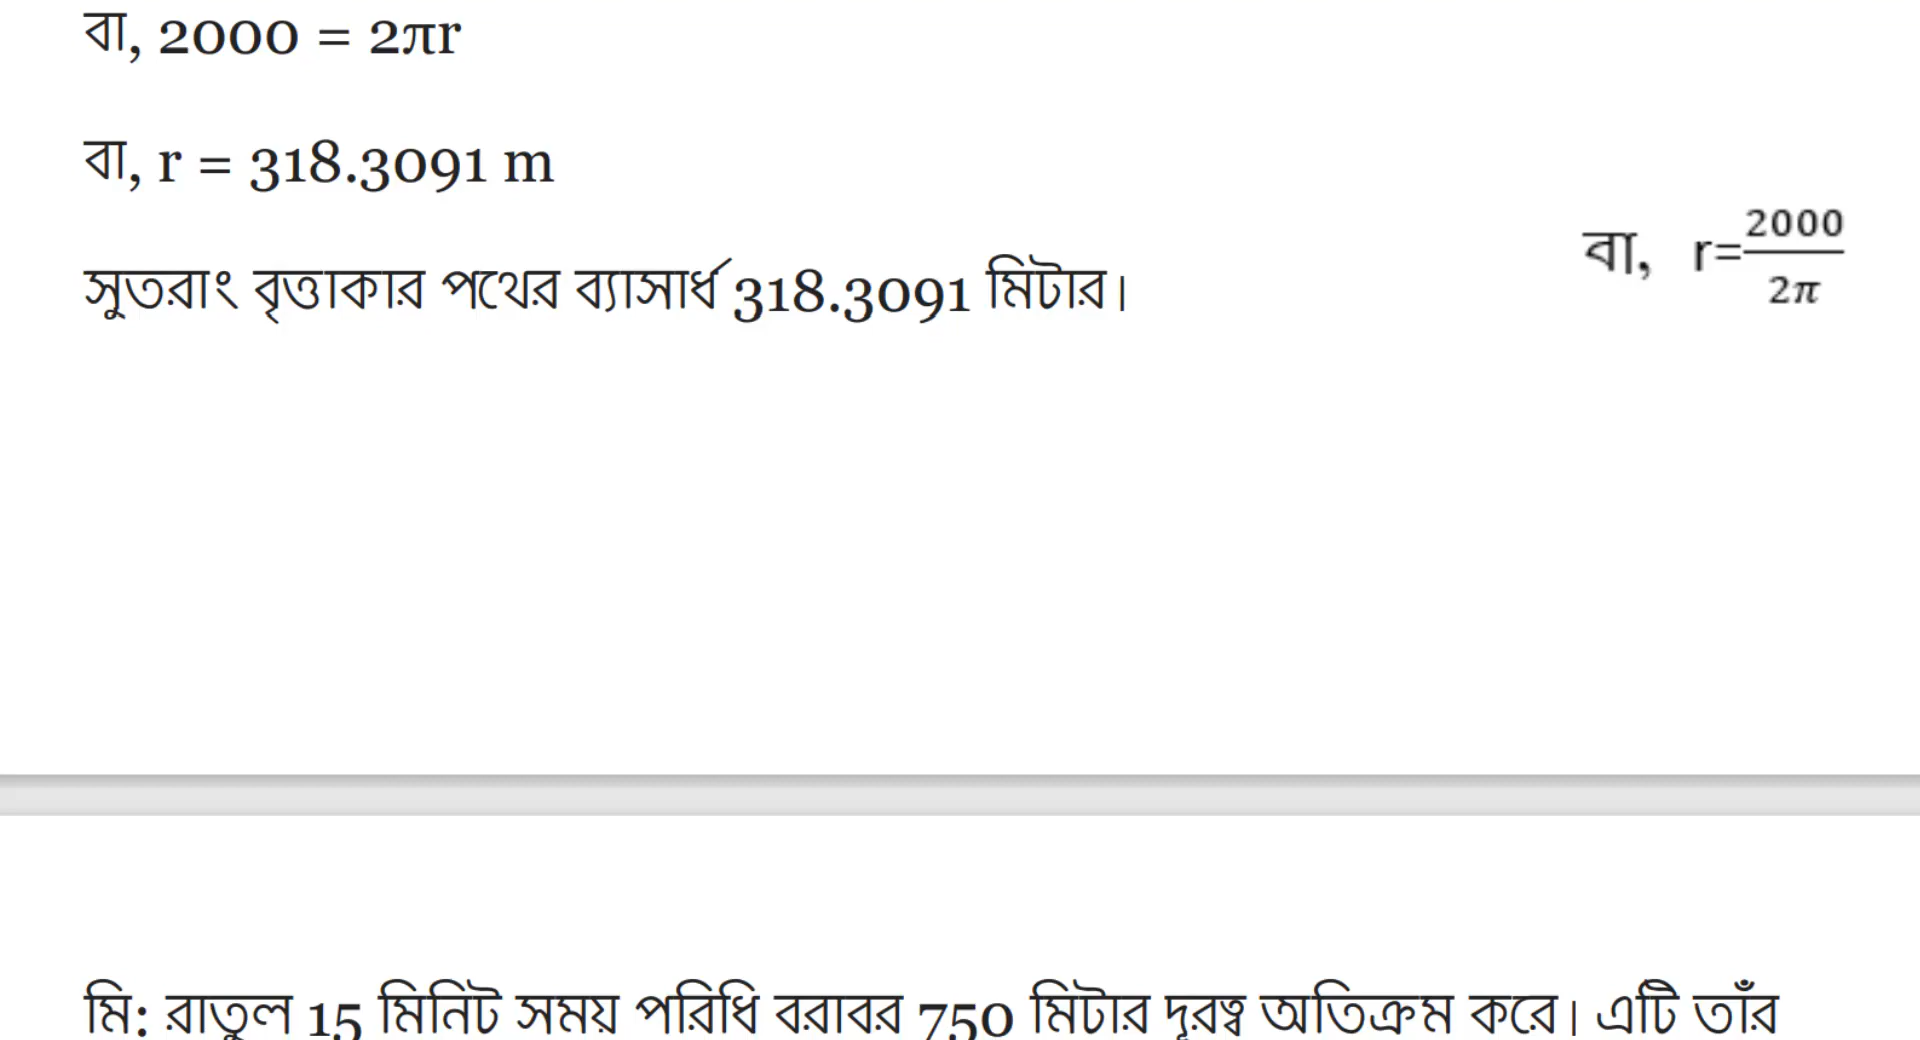 বা, 2000 = 2πr
বা, r = 318.3091 m
বা, r=2000/2π
সুতরাং বৃত্তাকার পথের ব্যাসার্ধ 318.3091 মিটার।
মি: রাতুল 15 মিনিট সময় পরিধি বরাবর 750 মিটার দূরত্ব অতিক্রম করে। এটি তাঁর